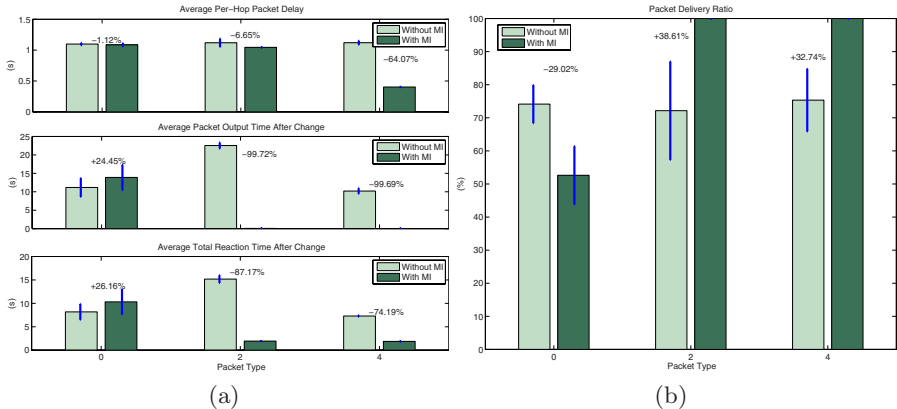 Average Per-Hop Packet Delay
1.5
1
0.5
0
(s)
−1.12%
−6.65%
−64.07%
Without MI
With MI
Average Packet Output Time After Change
25
20
15
10
5
0
(s)
+24.45%
−99.72%
−99.69%
Without MI
With MI
Average Total Reaction Time After Change
20
15
10
5
0
(s)
+26.16%
−87.17%
−74.19%
Without MI
With MI
0 2 4
Packet Type
(a)
Packet Delivery Ratio
100
90
80
70
60
50
40
30
20
10
0
(%)
Without MI
With MI
−29.02%
+38.61%
+32.74%
0 2 4
Packet Type
(b)